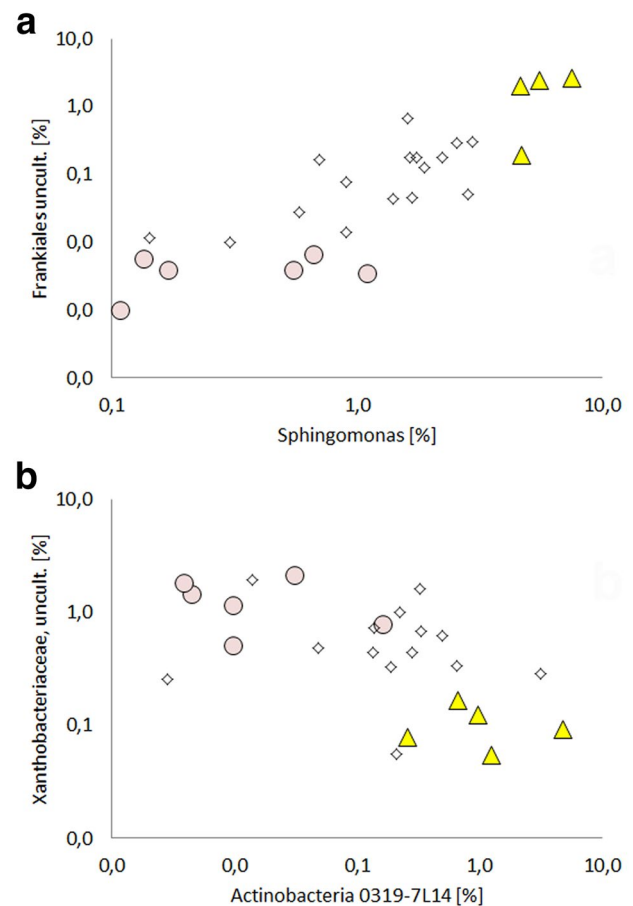 a
10,0
1,0
0,1
0,0
0,0
0,0
Frankiales uncult. [%]
0,1 1,0 10,0
Sphingomonas [%]
a
b
10,0
1,0
0,1
0,0
Xanthobacteriaceae, uncult. [%]
0,0 0,0 0,1 1,0 10,0
Actinobacteria 0319-7L14 [%]
b